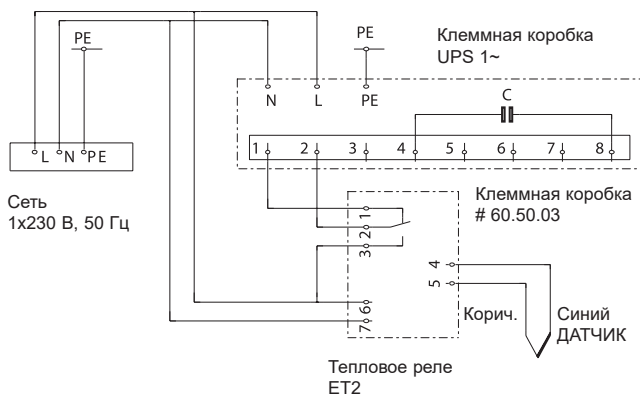 PE
PE
Клеммная коробка
UPS 1~
N L PE
C
1 2 3 4 5 6 7 8
L N PE
Сеть
1x230 В, 50 Гц
Клеммная коробка
# 60.50.03
1
2
3
4
5
6
7
Корич.
Синий
ДАТЧИК
Тепловое реле
ET2